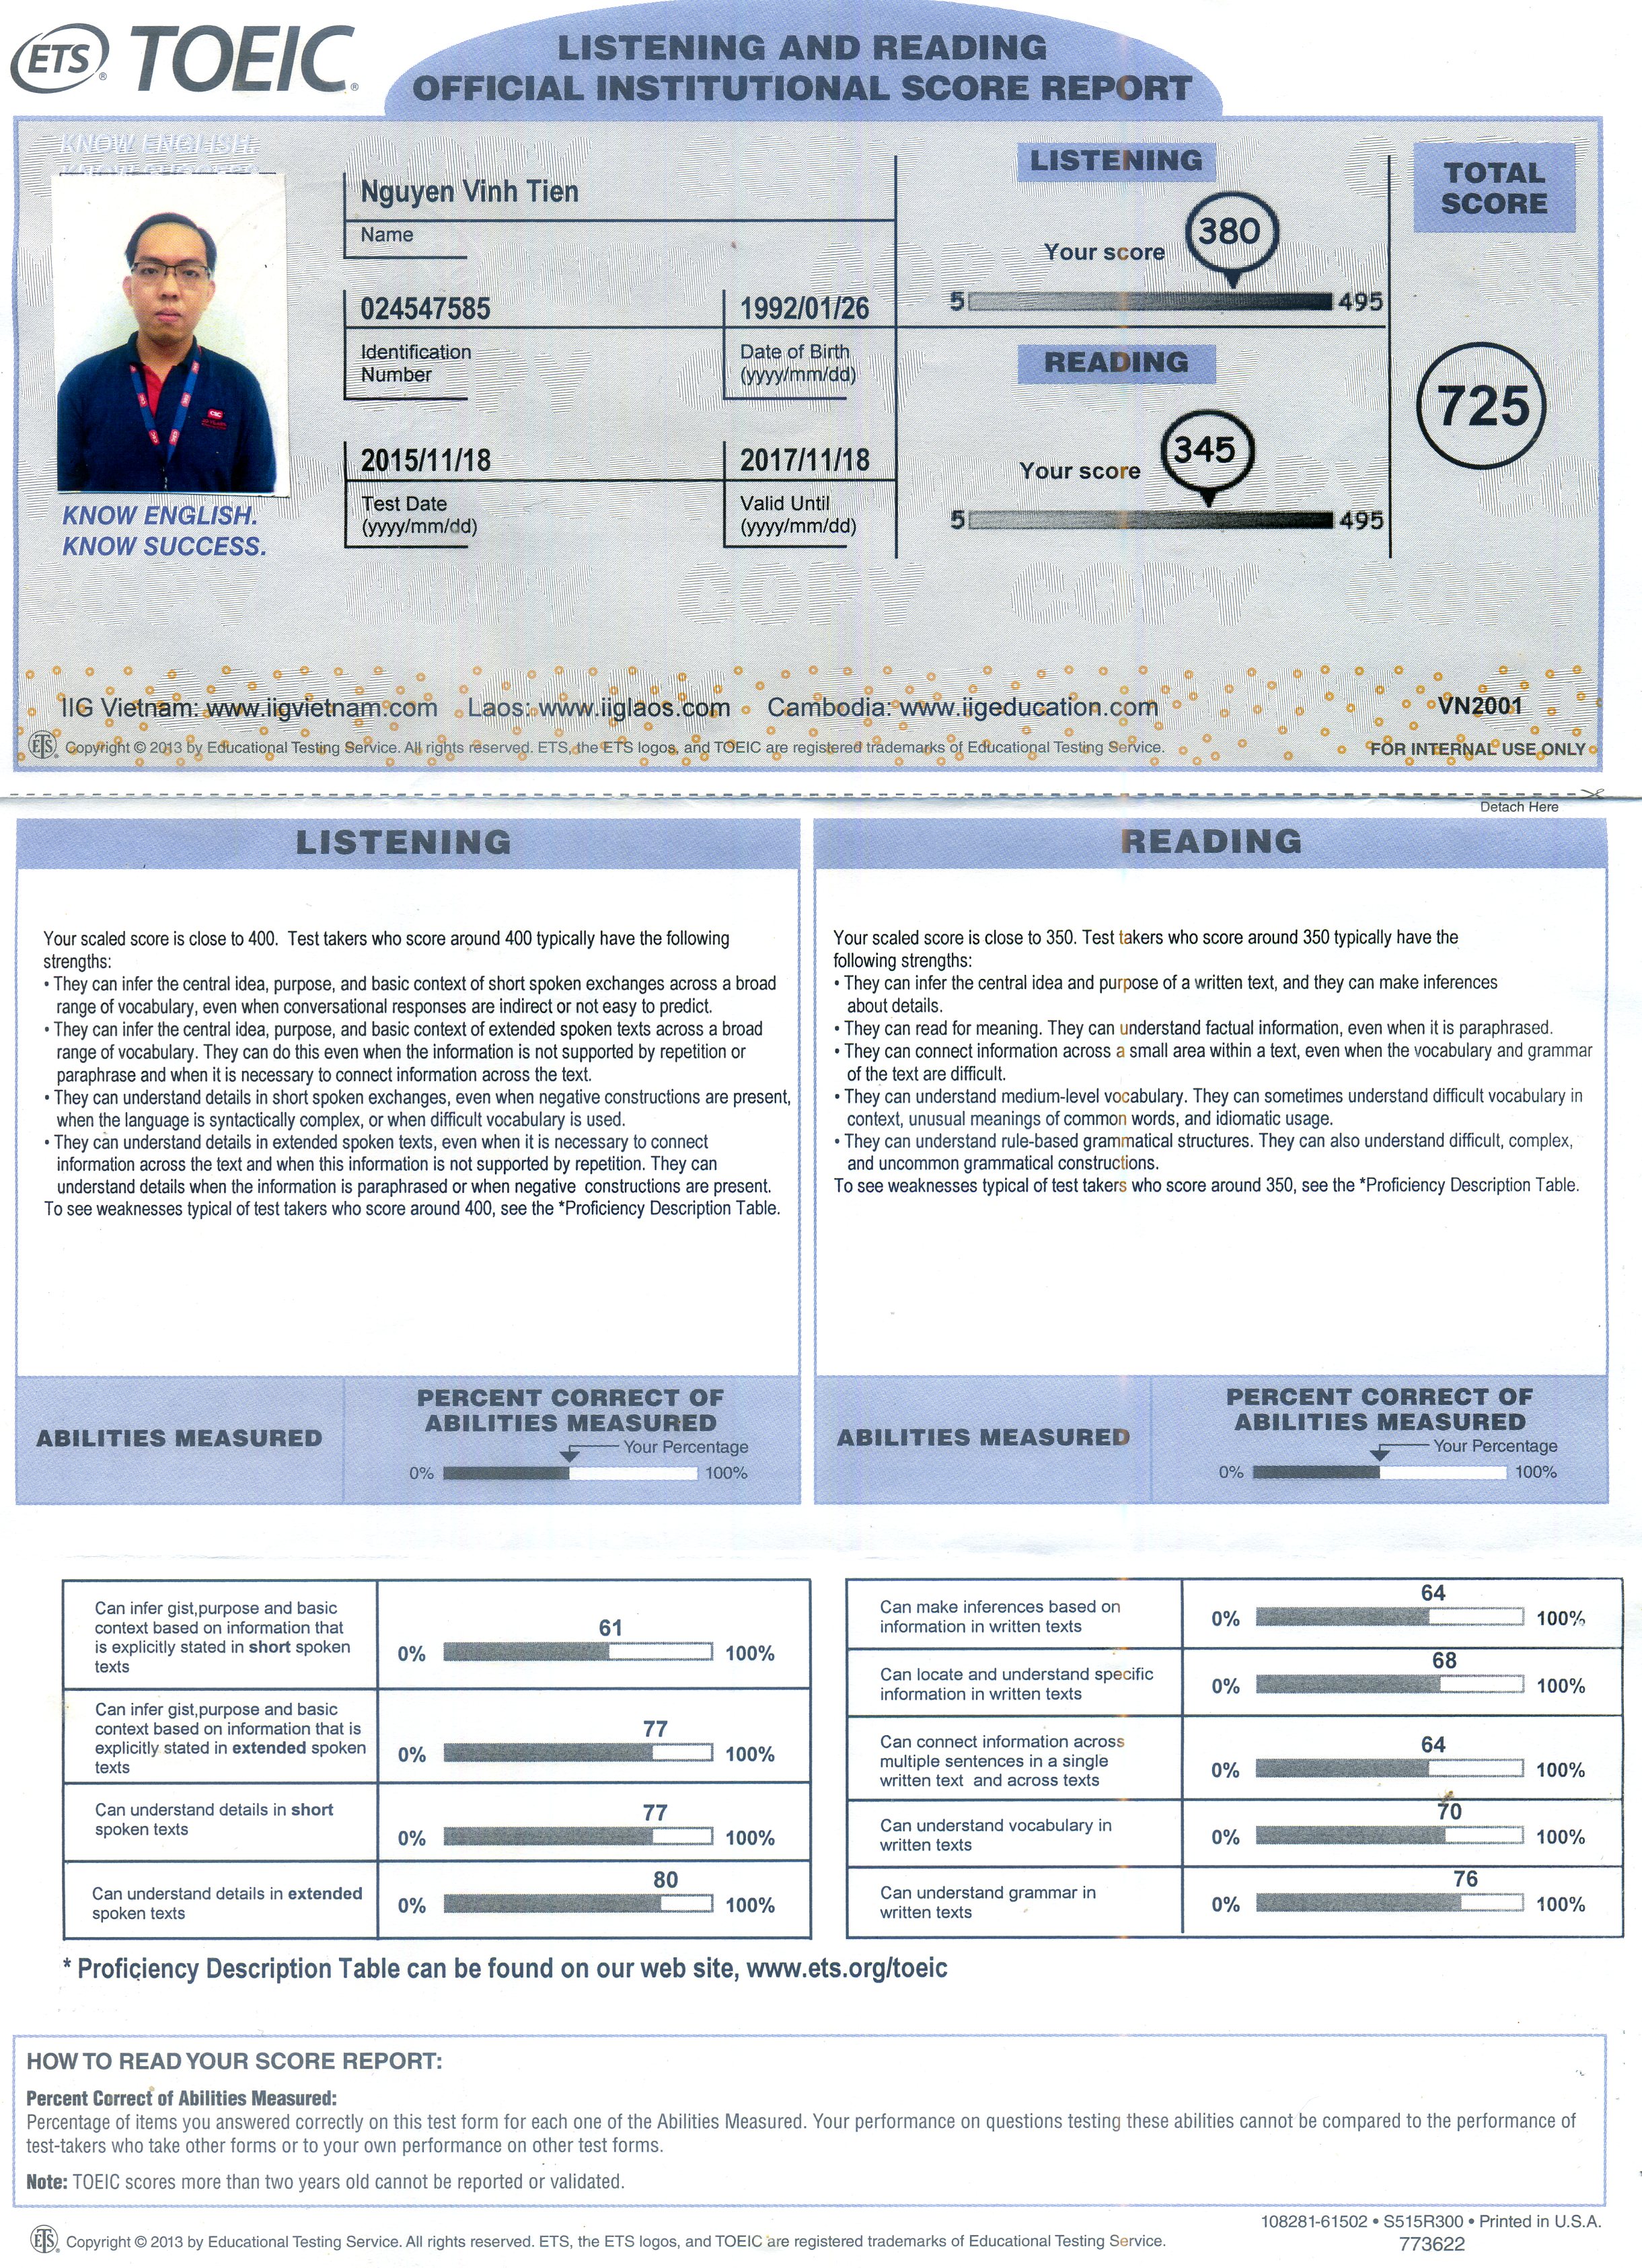 ETS® TOEIC®
LISTENING AND READING
OFFICIAL INSTITUTIONAL SCORE REPORT
KNOW ENGLISH.
Nguyen Vinh Tien
Name
024547585
Identification
Number
1992/01/26
Date of Birth
(yyyy/mm/dd)
2015/11/18
Test Date
(yyyy/mm/dd)
2017/11/18
Valid Until
(yyyy/mm/dd)
KNOW ENGLISH.
KNOW SUCCESS.
LISTENING
Your score 380
5 495
READING
Your score 345
5 495
TOTAL
SCORE
725
COPY COPY COPY COPY
IIG Vietnam: www.iigvietnam.com Laos: www.iiglaos.com Cambodia: www.iigeducation.com VN2001
ETS® Copyright © 2013 by Educational Testing Service. All rights reserved. ETS, the ETS logos, and TOEIC are registered trademarks of Educational Testing Service. FOR INTERNAL USE ONLY
Detach Here
LISTENING
Your scaled score is close to 400. Test takers who score around 400 typically have the following
strengths:
• They can infer the central idea, purpose, and basic context of short spoken exchanges across a broad
range of vocabulary, even when conversational responses are indirect or not easy to predict.
• They can infer the central idea, purpose, and basic context of extended spoken texts across a broad
range of vocabulary. They can do this even when the information is not supported by repetition or
paraphrase and when it is necessary to connect information across the text.
• They can understand details in short spoken exchanges, even when negative constructions are present,
when the language is syntactically complex, or when difficult vocabulary is used.
• They can understand details in extended spoken texts, even when it is necessary to connect
information across the text and when this information is not supported by repetition. They can
understand details when the information is paraphrased or when negative constructions are present.
To see weaknesses typical of test takers who score around 400, see the *Proficiency Description Table.
READING
Your scaled score is close to 350. Test takers who score around 350 typically have the
following strengths:
• They can infer the central idea and purpose of a written text, and they can make inferences
about details.
• They can read for meaning. They can understand factual information, even when it is paraphrased.
• They can connect information across a small area within a text, even when the vocabulary and grammar
of the text are difficult.
• They can understand medium-level vocabulary. They can sometimes understand difficult vocabulary in
context, unusual meanings of common words, and idiomatic usage.
• They can understand rule-based grammatical structures. They can also understand difficult, complex,
and uncommon grammatical constructions.
To see weaknesses typical of test takers who score around 350, see the *Proficiency Description Table.
ABILITIES MEASURED
PERCENT CORRECT OF
ABILITIES MEASURED
Your Percentage
0% 100%
ABILITIES MEASURED
PERCENT CORRECT OF
ABILITIES MEASURED
Your Percentage
0% 100%
Can infer gist,purpose and basic
context based on information that
is explicitly stated in short spoken
texts
61
0% 100%
Can infer gist,purpose and basic
context based on information that is
explicitly stated in extended spoken
texts
77
0% 100%
Can understand details in short
spoken texts
77
0% 100%
Can understand details in extended
spoken texts
80
0% 100%
Can make inferences based on
information in written texts
64
0% 100%
Can locate and understand specific
information in written texts
68
0% 100%
Can connect information across
multiple sentences in a single
written text and across texts
64
0% 100%
Can understand vocabulary in
written texts
70
0% 100%
Can understand grammar in
written texts
76
0% 100%
* Proficiency Description Table can be found on our web site, www.ets.org/toeic
HOW TO READ YOUR SCORE REPORT:
Percent Correct of Abilities Measured:
Percentage of items you answered correctly on this test form for each one of the Abilities Measured. Your performance on questions testing these abilities cannot be compared to the performance of
test-takers who take other forms or to your own performance on other test forms.
Note: TOEIC scores more than two years old cannot be reported or validated.
ETS® Copyright © 2013 by Educational Testing Service. All rights reserved. ETS, the ETS logos, and TOEIC are registered trademarks of Educational Testing Service.
108281-61502 • S515R300 • Printed in U.S.A.
773622